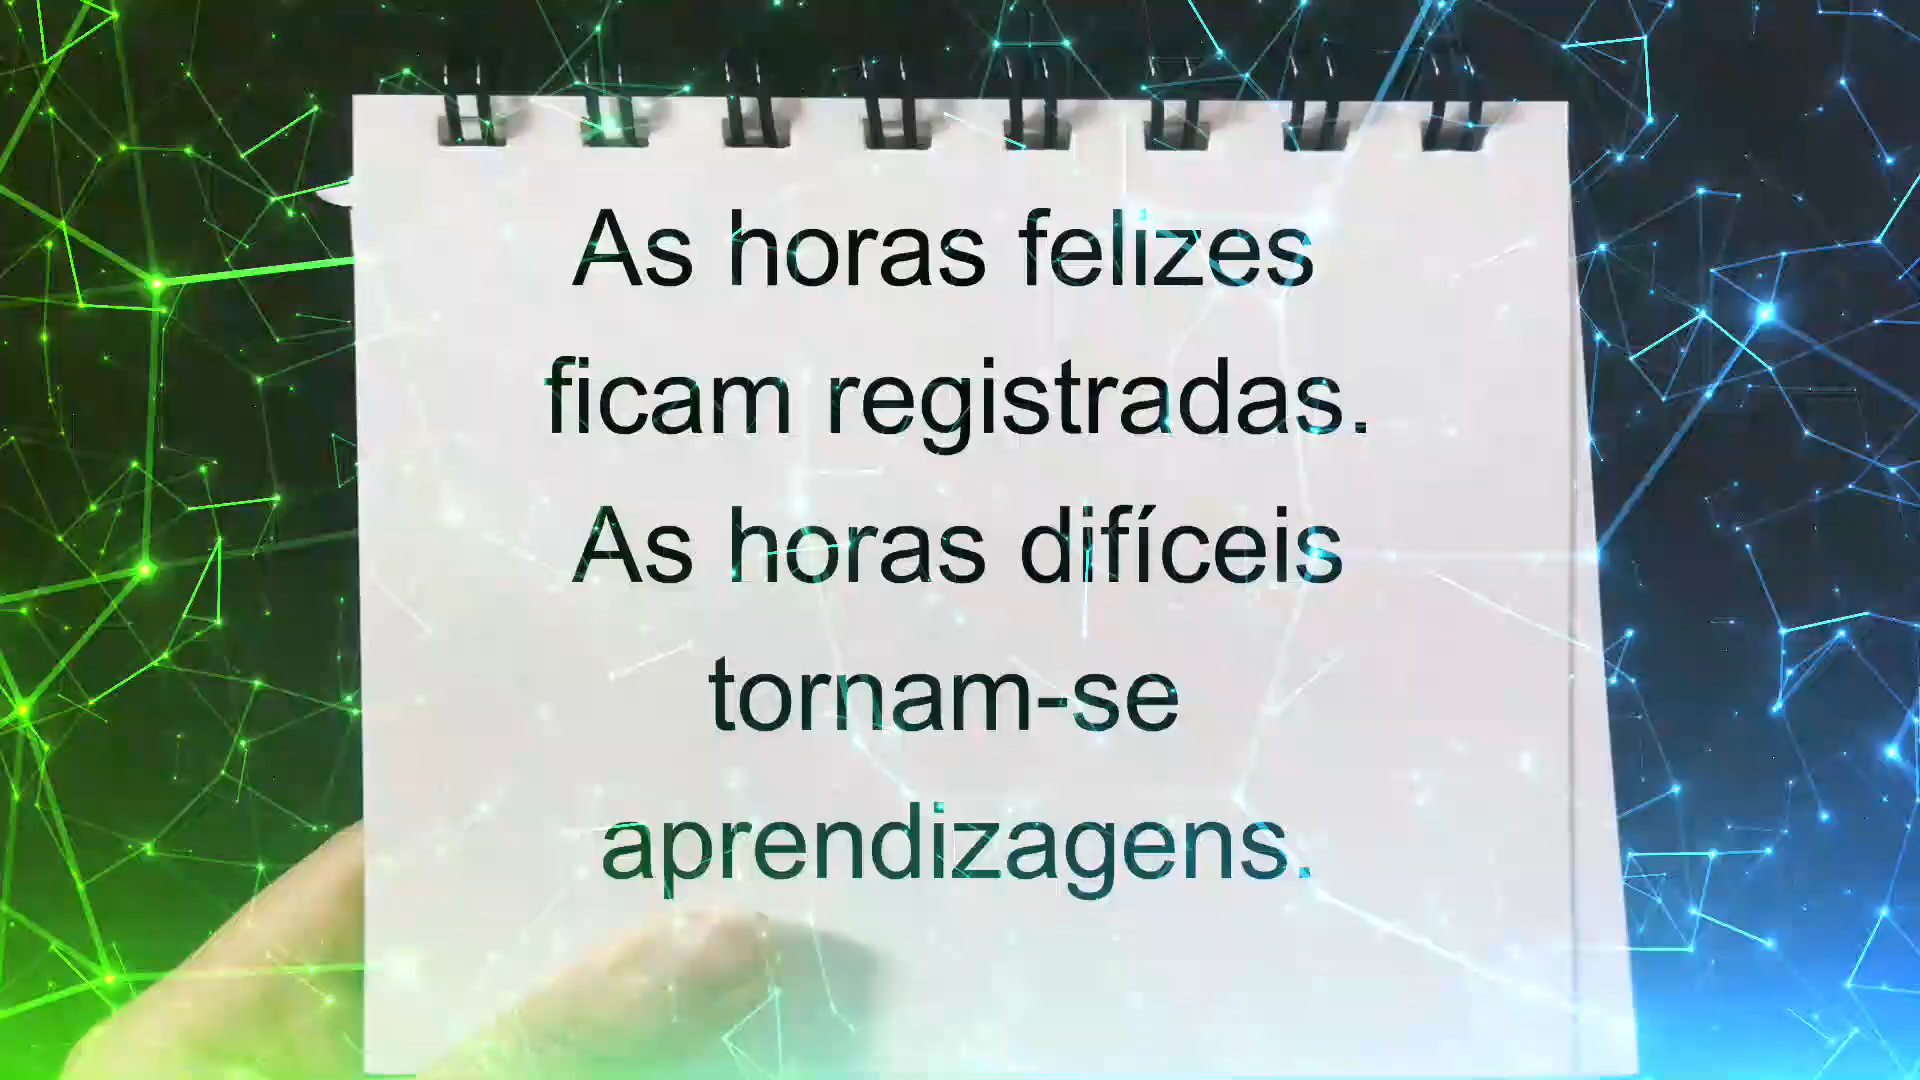 As horas felizes
ficam registradas.
As horas difíceis
tornam-se
aprendizagens.